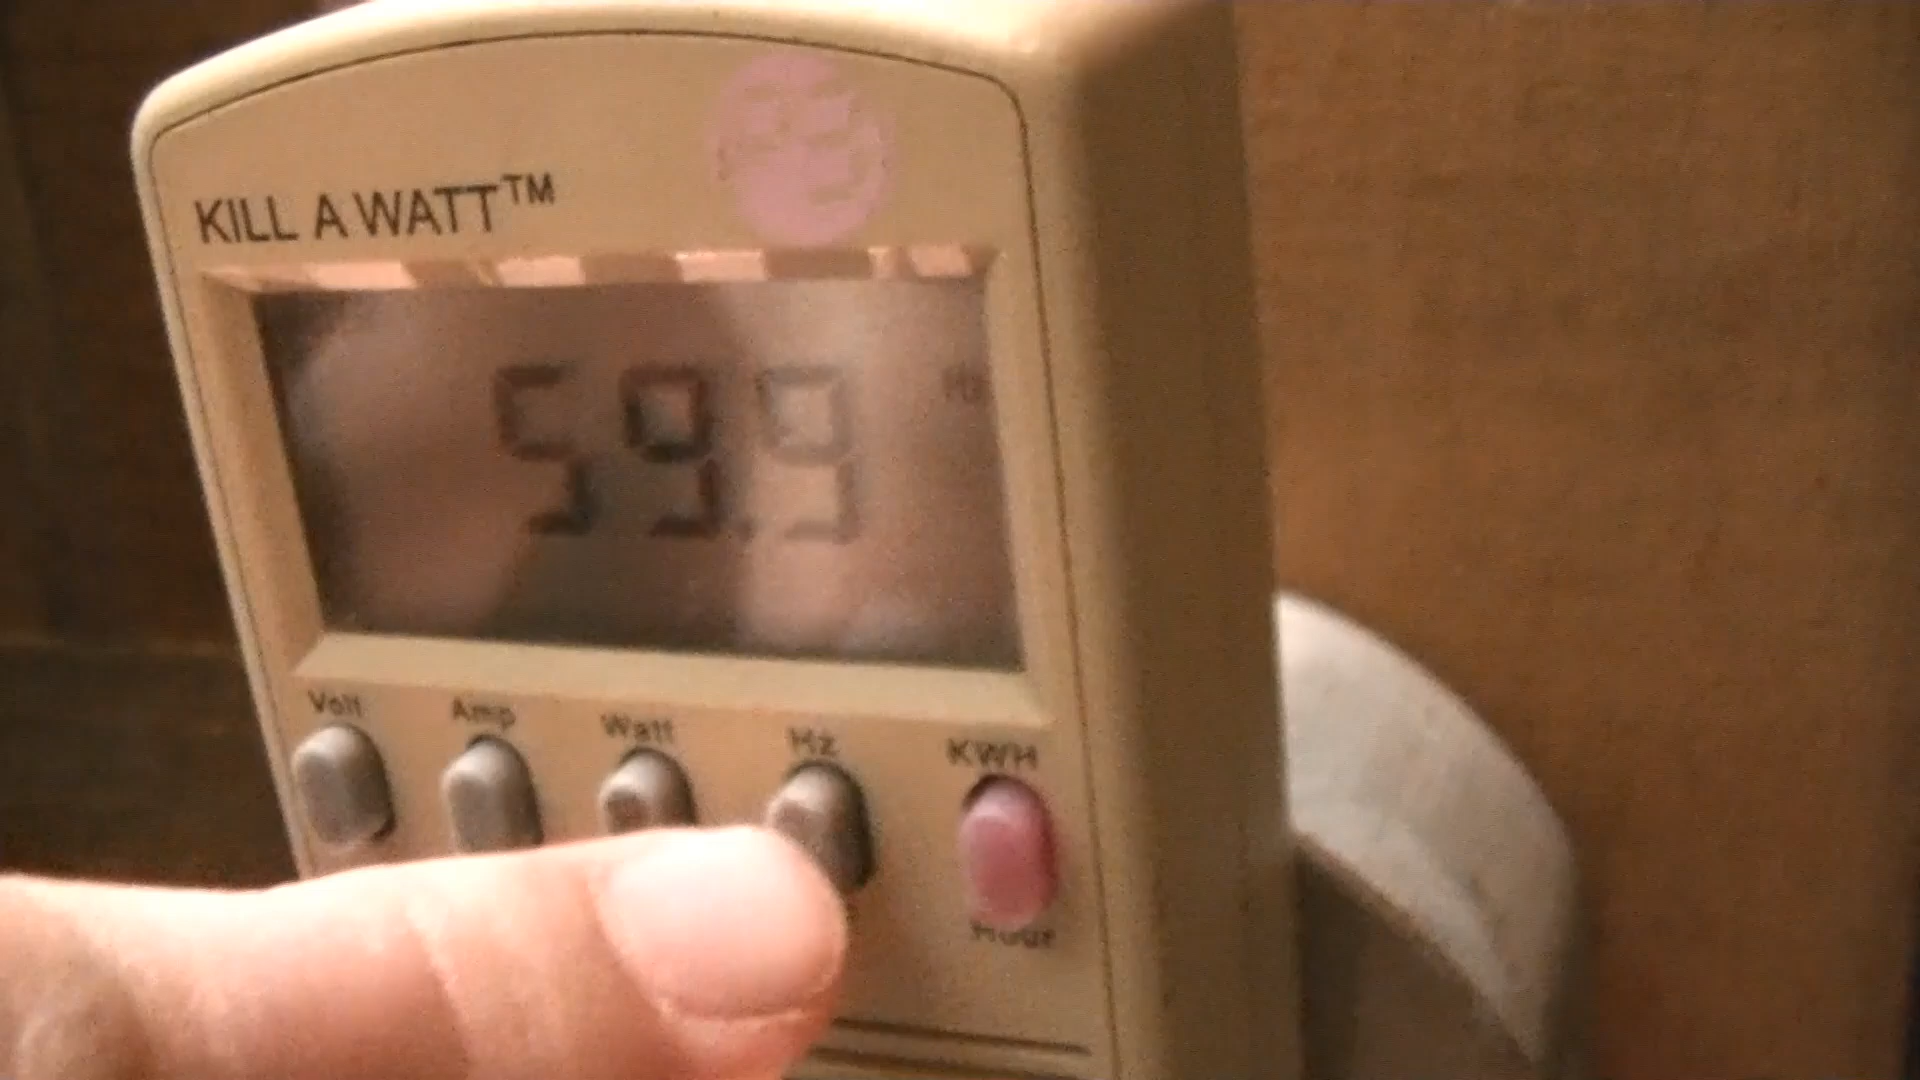 KILL A WATT™
59.9 Hz
Volt Amp Watt Hz KWH
Hour